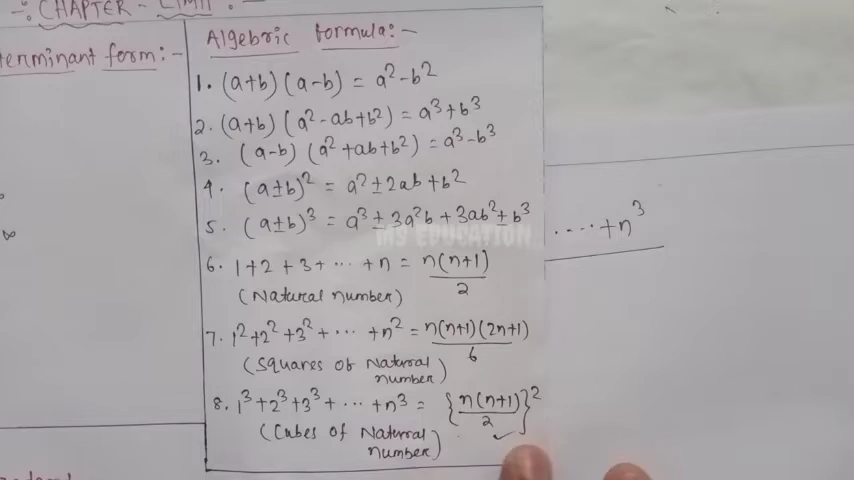 -: CHAPTER - LIMIT :-
terminant form:-
Algebric formula:-
1. (a+b) (a-b) = a²-b²
2. (a+b) (a²-ab+b²) = a³+b³
3. (a-b) (a²+ab+b²) = a³-b³
4. (a±b)² = a²±2ab+b²
5. (a±b)³ = a³±3a²b+3ab²±b³
MS EDUCATION
.....+n³
∞
6. 1+2+3+ ... +n = n(n+1)/2
(Natural number)
7. 1²+2²+3²+ ... +n² = n(n+1)(2n+1)/6
(Squares of Natural
number)
8. 1³+2³+3³+ ... +n³ = {n(n+1)/2}²
(Cubes of Natural
number)